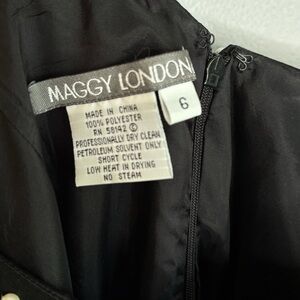 MAGGY LONDON
6
MADE IN CHINA
100% POLYESTER
RN 58142 ©
PROFESSIONALLY DRY CLEAN
PETROLEUM SOLVENT ONLY
SHORT CYCLE
LOW HEAT IN DRYING
NO STEAM